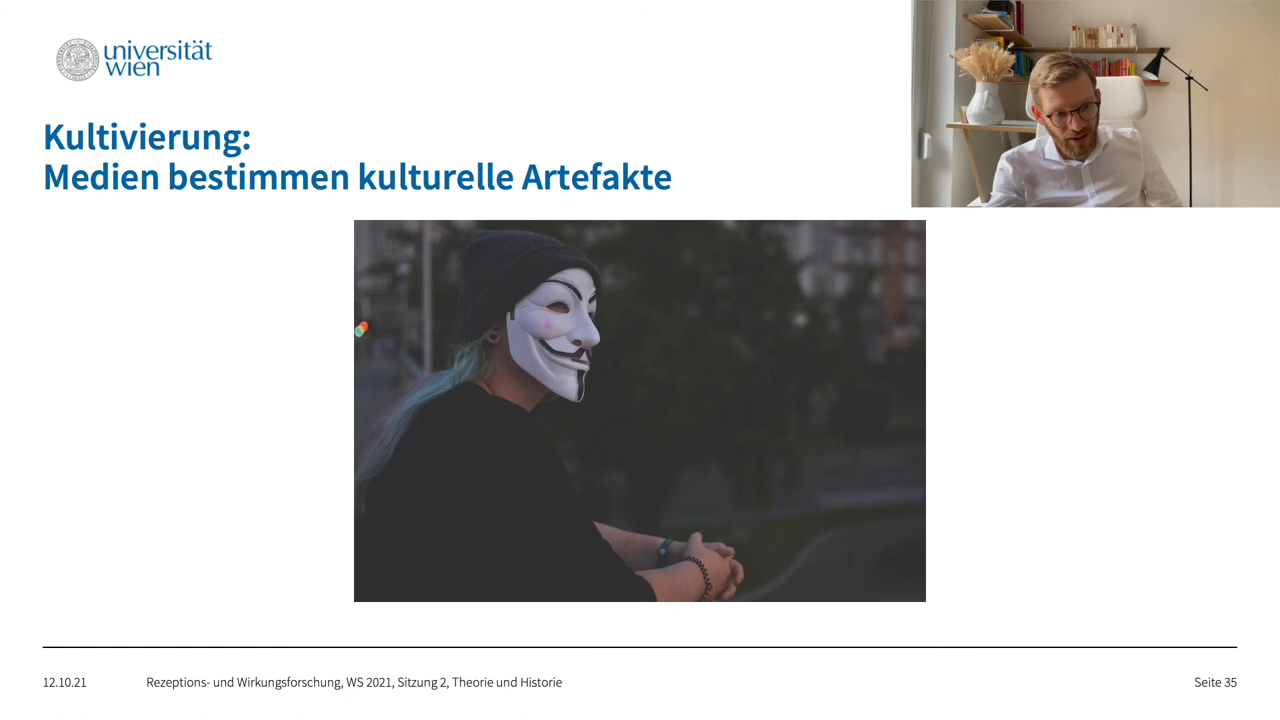 universität
wien
Kultivierung:
Medien bestimmen kulturelle Artefakte
12.10.21
Rezeptions- und Wirkungsforschung, WS 2021, Sitzung 2, Theorie und Historie
Seite 35